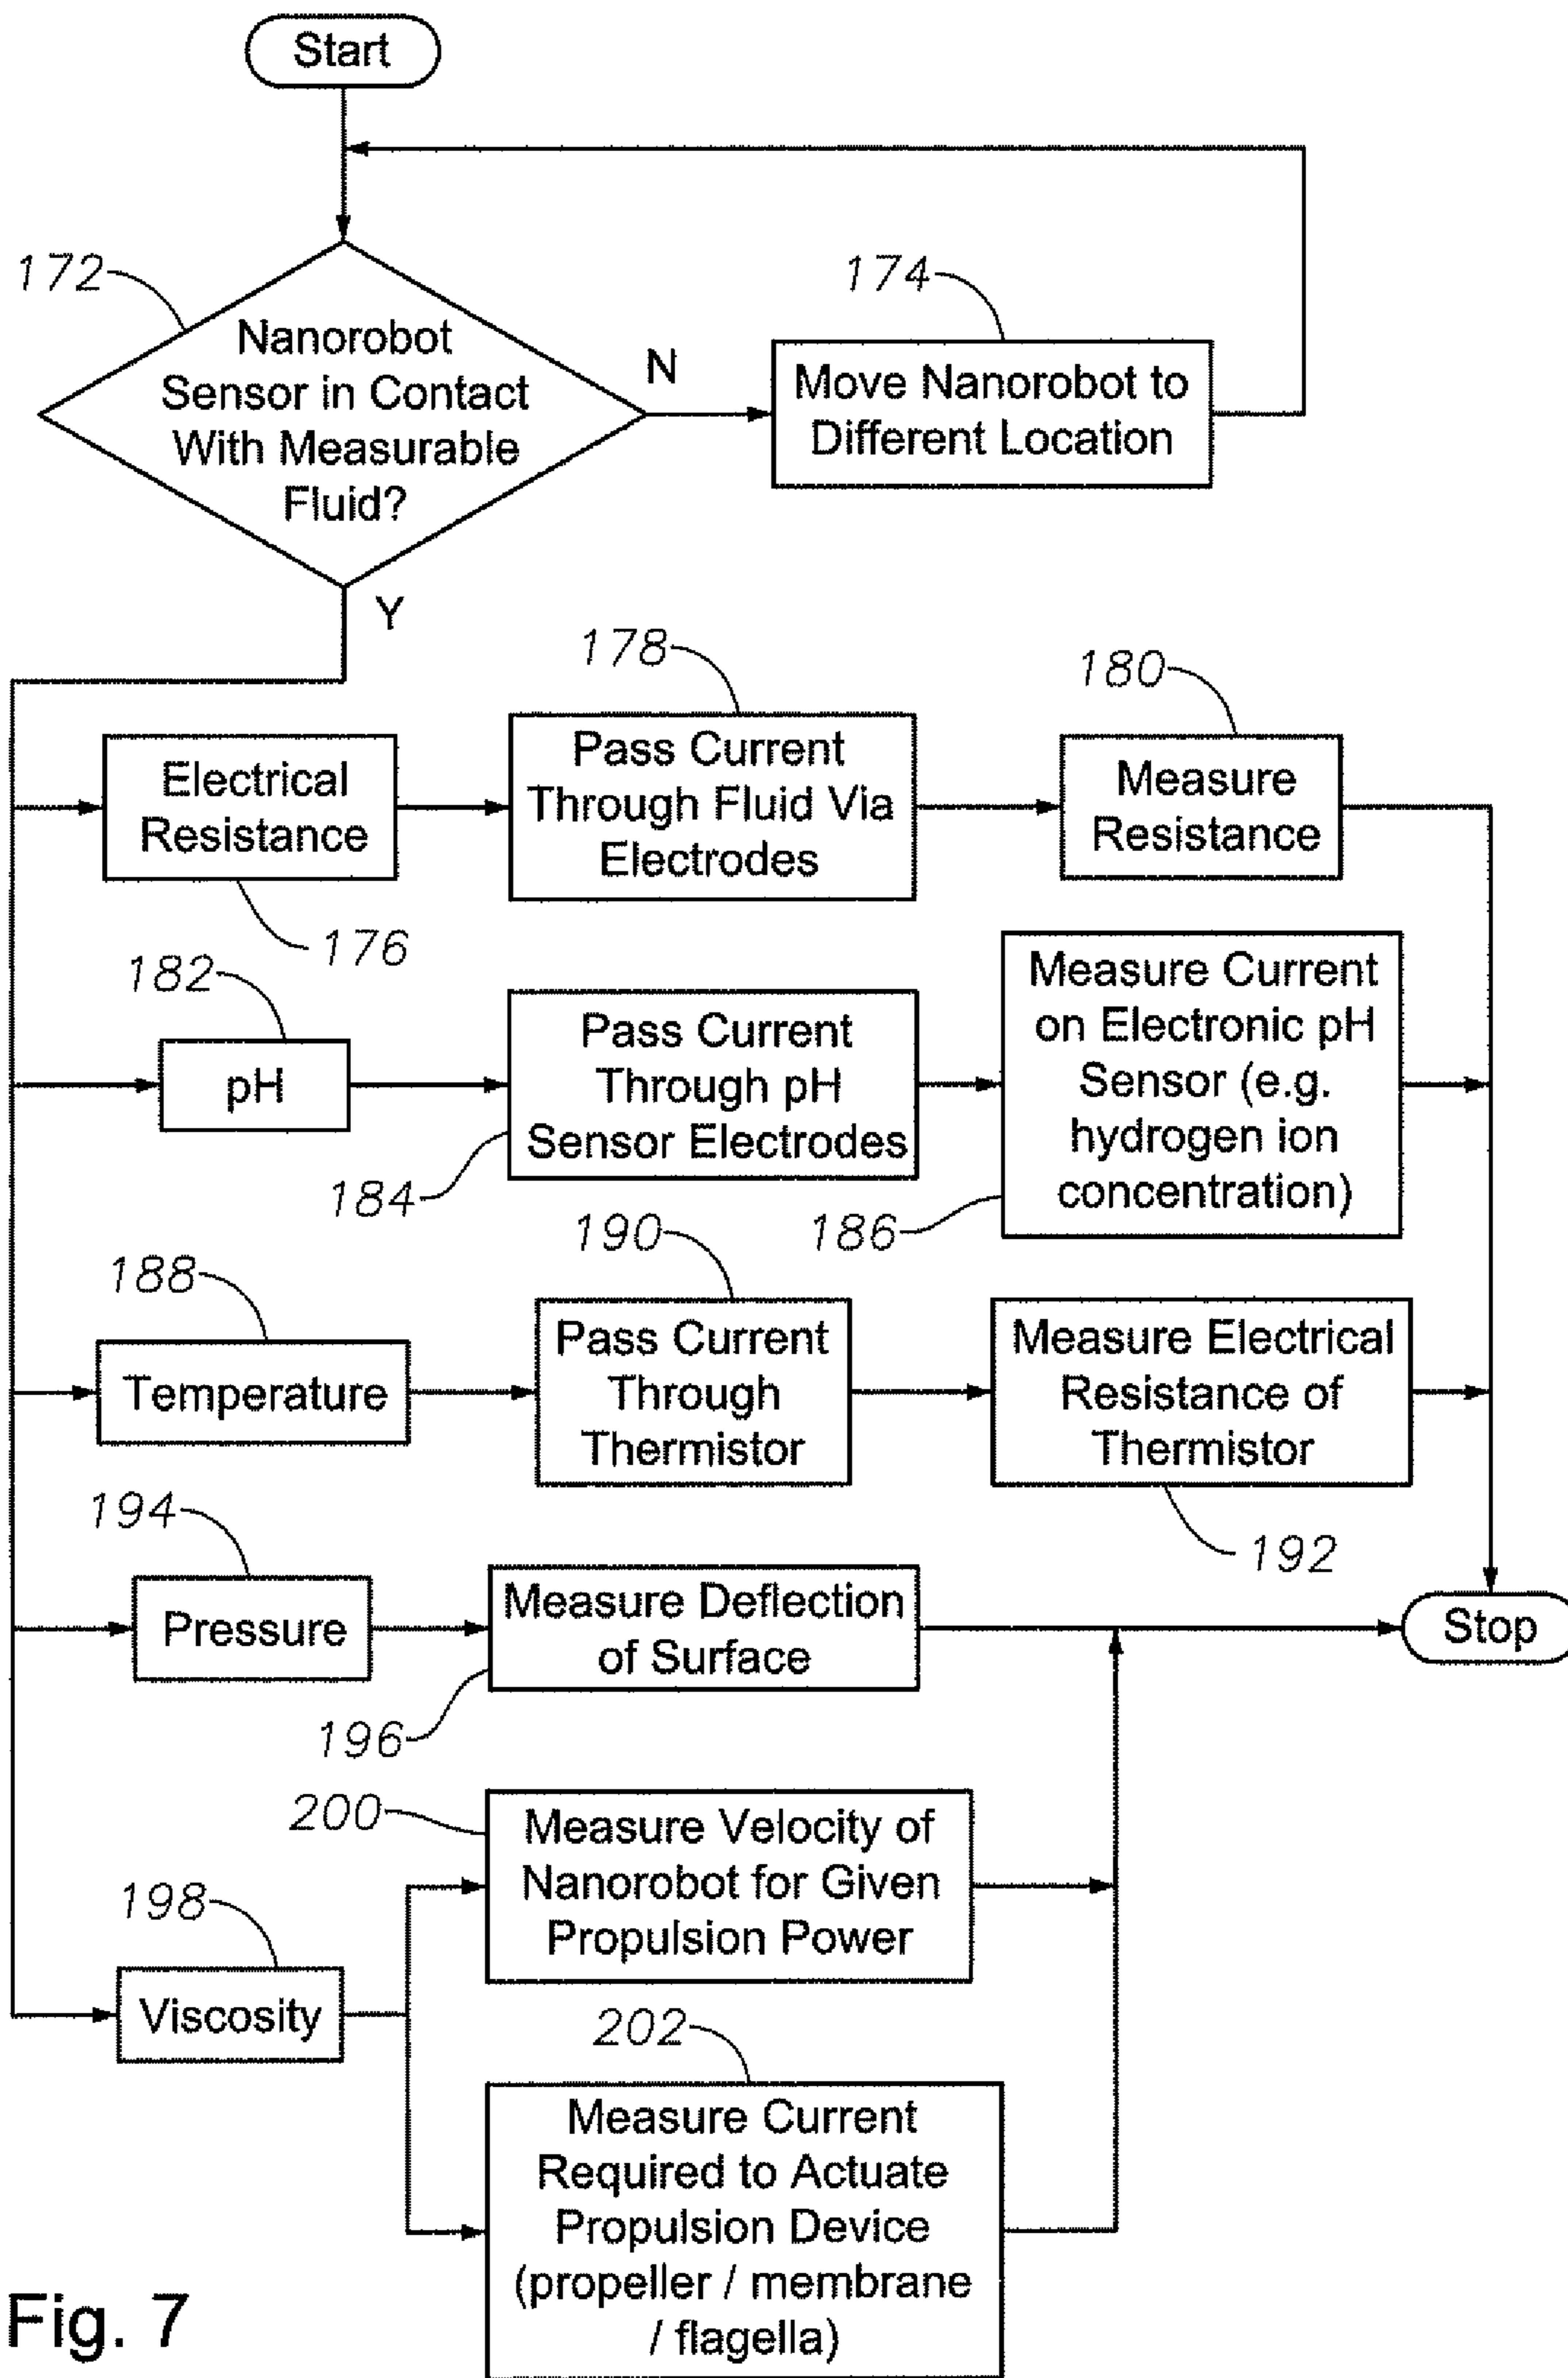 Start
172
Nanorobot
Sensor in Contact
With Measurable
Fluid?
N
174
Move Nanorobot to
Different Location
Y
Electrical
Resistance
176
178
Pass Current
Through Fluid Via
Electrodes
180
Measure
Resistance
182
pH
Pass Current
Through pH
Sensor Electrodes
184
Measure Current
on Electronic pH
Sensor (e.g.
hydrogen ion
concentration)
186
188
Temperature
190
Pass Current
Through
Thermistor
Measure Electrical
Resistance of
Thermistor
192
194
Pressure
Measure Deflection
of Surface
196
Stop
198
Viscosity
200
Measure Velocity of
Nanorobot for Given
Propulsion Power
202
Measure Current
Required to Actuate
Propulsion Device
(propeller / membrane
/ flagella)
Fig. 7